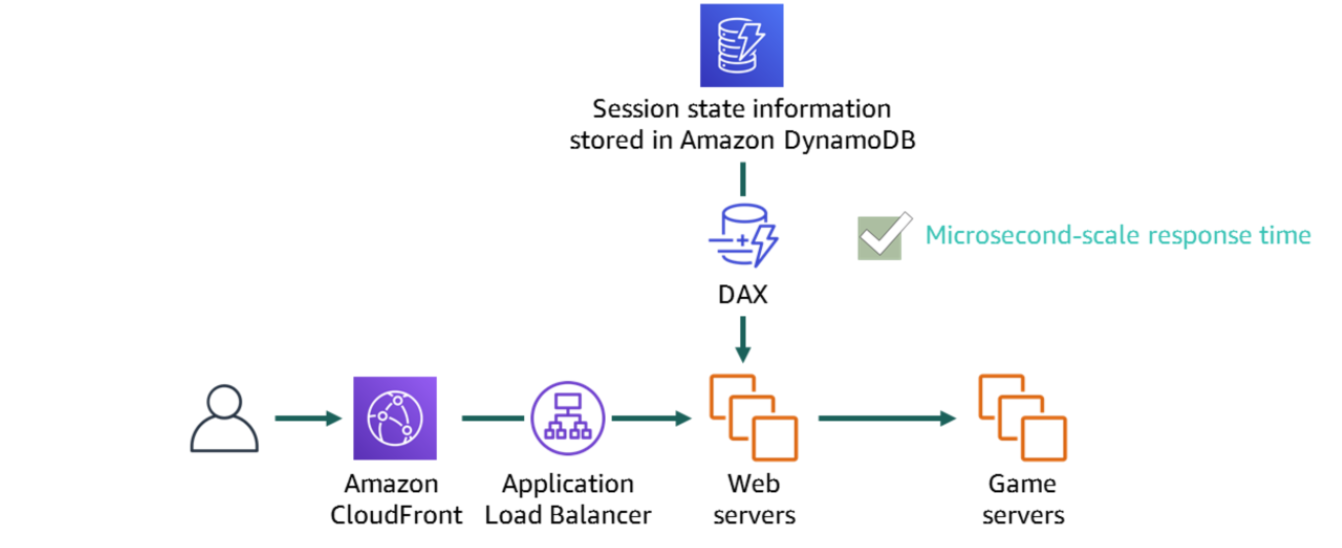 Session state information
stored in Amazon DynamoDB
Microsecond-scale response time
DAX
Amazon
CloudFront
Application
Load Balancer
Web
servers
Game
servers